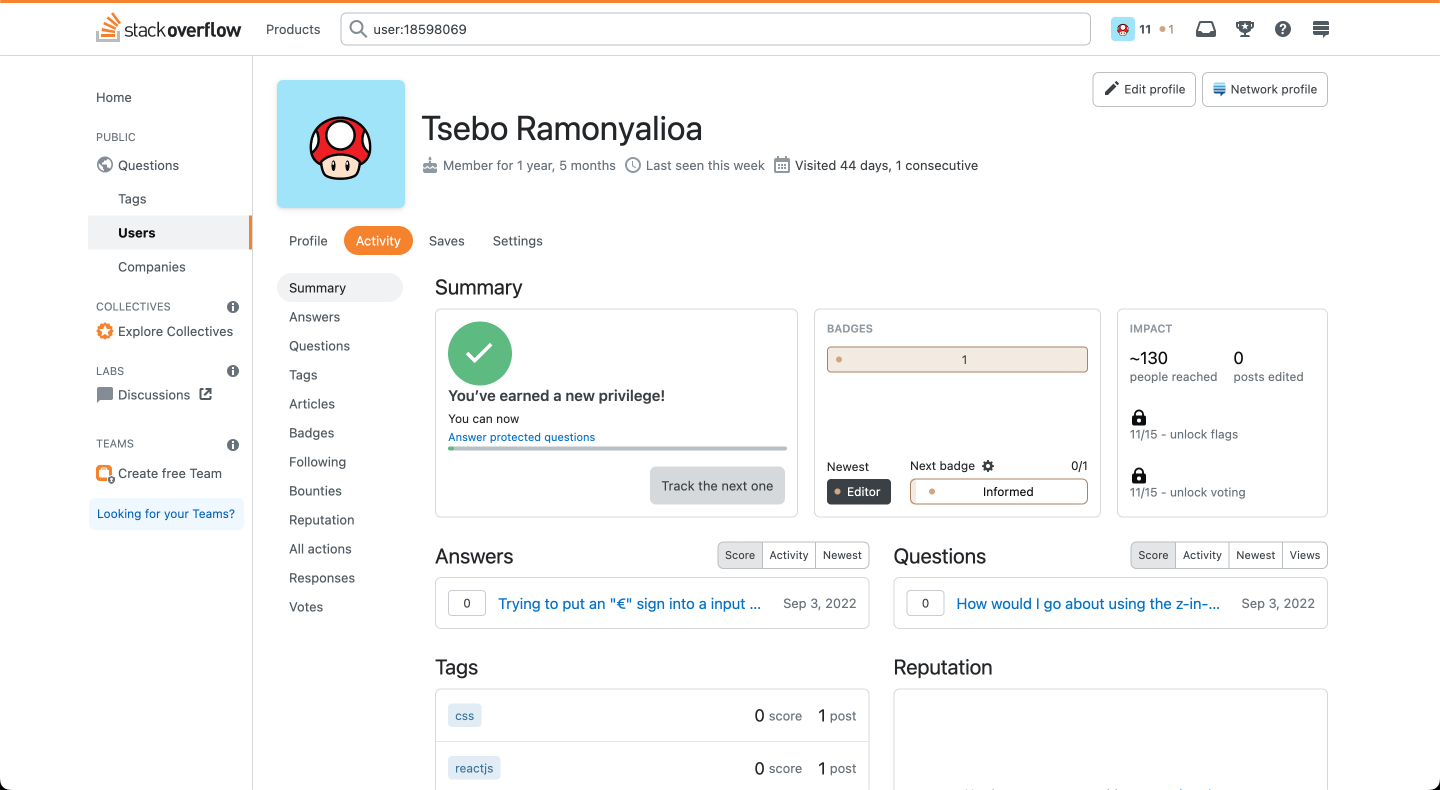 stackoverflow Products user:18598069 11 1
Home
PUBLIC
Questions
Tags
Users
Companies
COLLECTIVES
Explore Collectives
LABS
Discussions
TEAMS
Create free Team
Looking for your Teams?
Edit profile Network profile
Tsebo Ramonyalioa
Member for 1 year, 5 months Last seen this week Visited 44 days, 1 consecutive
Profile Activity Saves Settings
Summary
Answers
Questions
Tags
Articles
Badges
Following
Bounties
Reputation
All actions
Responses
Votes
Summary
You've earned a new privilege!
You can now
Answer protected questions
Track the next one
BADGES
1
Newest Next badge 0/1
Editor Informed
IMPACT
~130 0
people reached posts edited
11/15 - unlock flags
11/15 - unlock voting
Answers Score Activity Newest
0 Trying to put an "€" sign into a input ... Sep 3, 2022
Questions Score Activity Newest Views
0 How would I go about using the z-in-... Sep 3, 2022
Tags
css 0 score 1 post
reactjs 0 score 1 post
Reputation